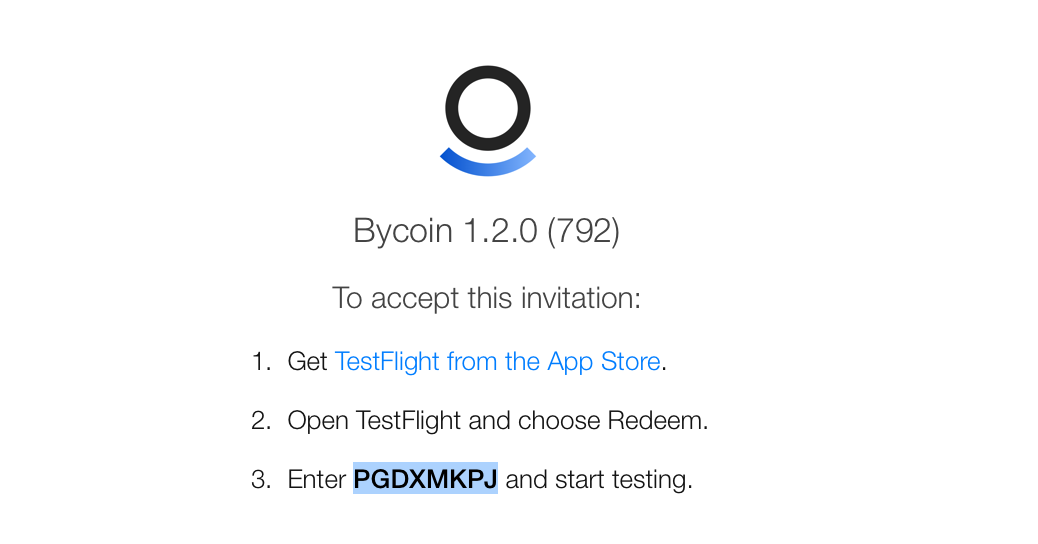 Bycoin 1.2.0 (792)
To accept this invitation:
1. Get TestFlight from the App Store.
2. Open TestFlight and choose Redeem.
3. Enter PGDXMKPJ and start testing.